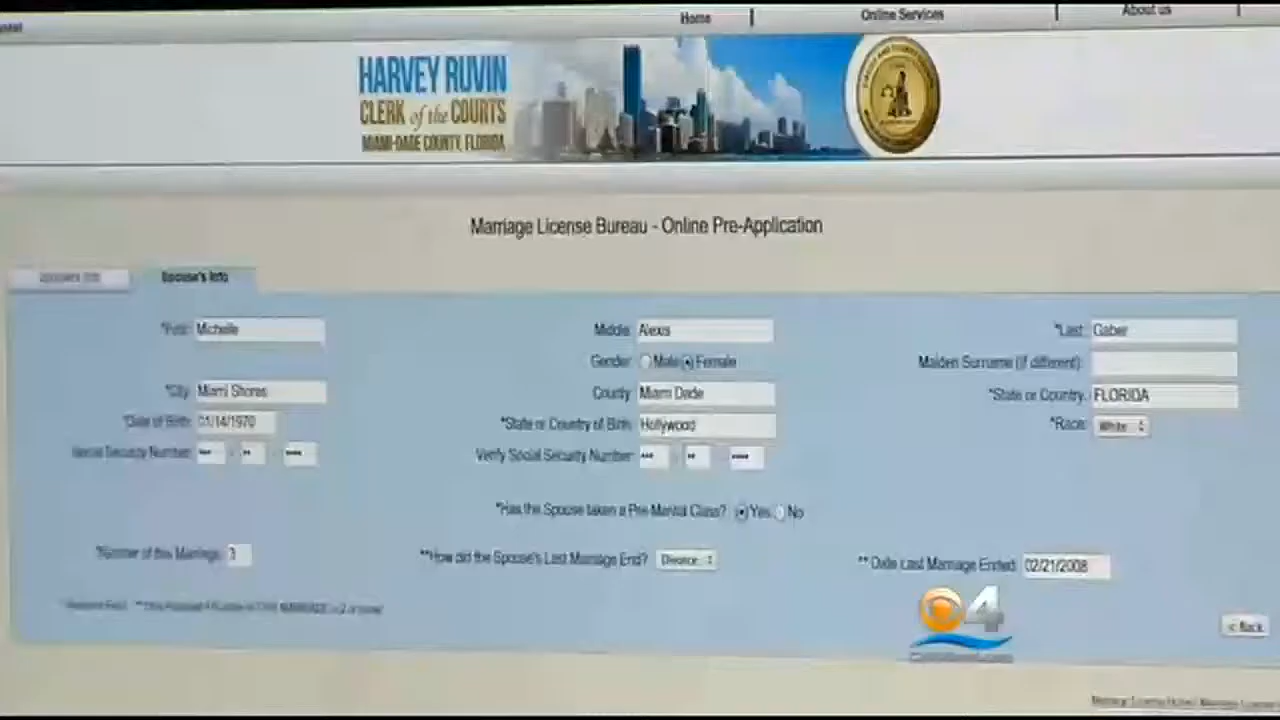 Home | Online Services | About us |
HARVEY RUVIN
CLERK of the COURTS
MIAMI-DADE COUNTY, FLORIDA
Marriage License Bureau - Online Pre-Application
Spouse's Info
*First: Michelle Middle: Alexis *Last: Gaber
Gender: Male Female Maiden Surname (if different):
*City: Miami Shores County: Miami Dade *State or Country: FLORIDA
*Date of Birth: 01/14/1970 *State or Country of Birth: Hollywood *Race: White
Social Security Number: Verify Social Security Number:
*Has the Spouse taken a Pre-Marital Class? Yes No
*Number of this Marriage: 3 **How did the Spouse's Last Marriage End? Divorce ** Date Last Marriage Ended: 02/21/2008
4
< Back